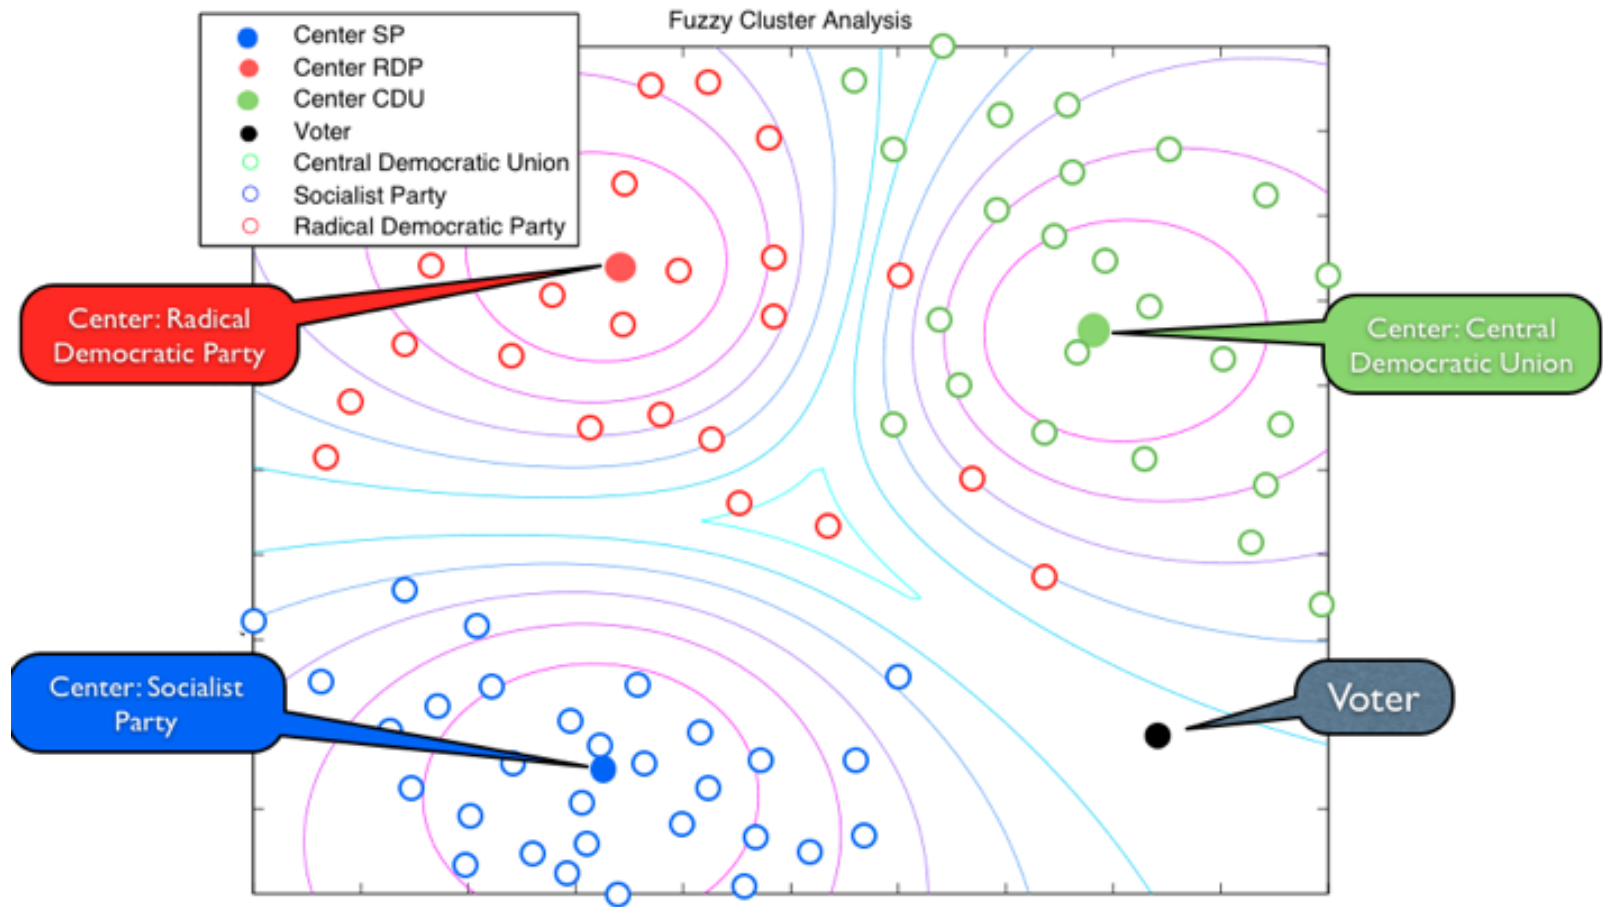 Fuzzy Cluster Analysis
Center SP
Center RDP
Center CDU
Voter
Central Democratic Union
Socialist Party
Radical Democratic Party
Center: Radical
Democratic Party
Center: Central
Democratic Union
Center: Socialist
Party
Voter